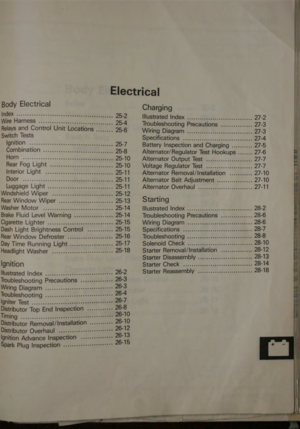 Electrical
Body Electrical
Index ........ 25-2
Wire Harness ........ 25-4
Relays and Control Unit Locations ........ 25-6
Switch Tests
Ignition ........ 25-7
Combination ........ 25-8
Horn ........ 25-10
Rear Fog Light ........ 25-10
Interior Light ........ 25-11
Door ........ 25-11
Luggage Light ........ 25-11
Windshield Wiper ........ 25-12
Rear Window Wiper ........ 25-13
Washer Motor ........ 25-14
Brake Fluid Level Warning ........ 25-14
Cigarette Lighter ........ 25-15
Dash Light Brightness Control ........ 25-15
Rear Window Defroster ........ 25-16
Day Time Running Light ........ 25-17
Headlight Washer ........ 25-18
Ignition
Illustrated Index ........ 26-2
Troubleshooting Precautions ........ 26-3
Wiring Diagram ........ 26-3
Troubleshooting ........ 26-4
Igniter Test ........ 26-7
Distributor Top End Inspection ........ 26-8
Timing ........ 26-10
Distributor Removal/Installation ........ 26-10
Distributor Overhaul ........ 26-12
Ignition Advance Inspection ........ 26-13
Spark Plug Inspection ........ 26-15
Charging
Illustrated Index ........ 27-2
Troubleshooting Precautions ........ 27-3
Wiring Diagram ........ 27-3
Specifications ........ 27-4
Battery Inspection and Charging ........ 27-5
Alternator/Regulator Test Hookups ........ 27-6
Alternator Output Test ........ 27-7
Voltage Regulator Test ........ 27-7
Alternator Removal/Installation ........ 27-10
Alternator Belt Adjustment ........ 27-10
Alternator Overhaul ........ 27-11
Starting
Illustrated Index ........ 28-2
Troubleshooting Precautions ........ 28-6
Wiring Diagram ........ 28-6
Specifications ........ 28-7
Troubleshooting ........ 28-8
Solenoid Check ........ 28-10
Starter Removal/Installation ........ 28-12
Starter Disassembly ........ 28-13
Starter Check ........ 28-14
Starter Reassembly ........ 28-18